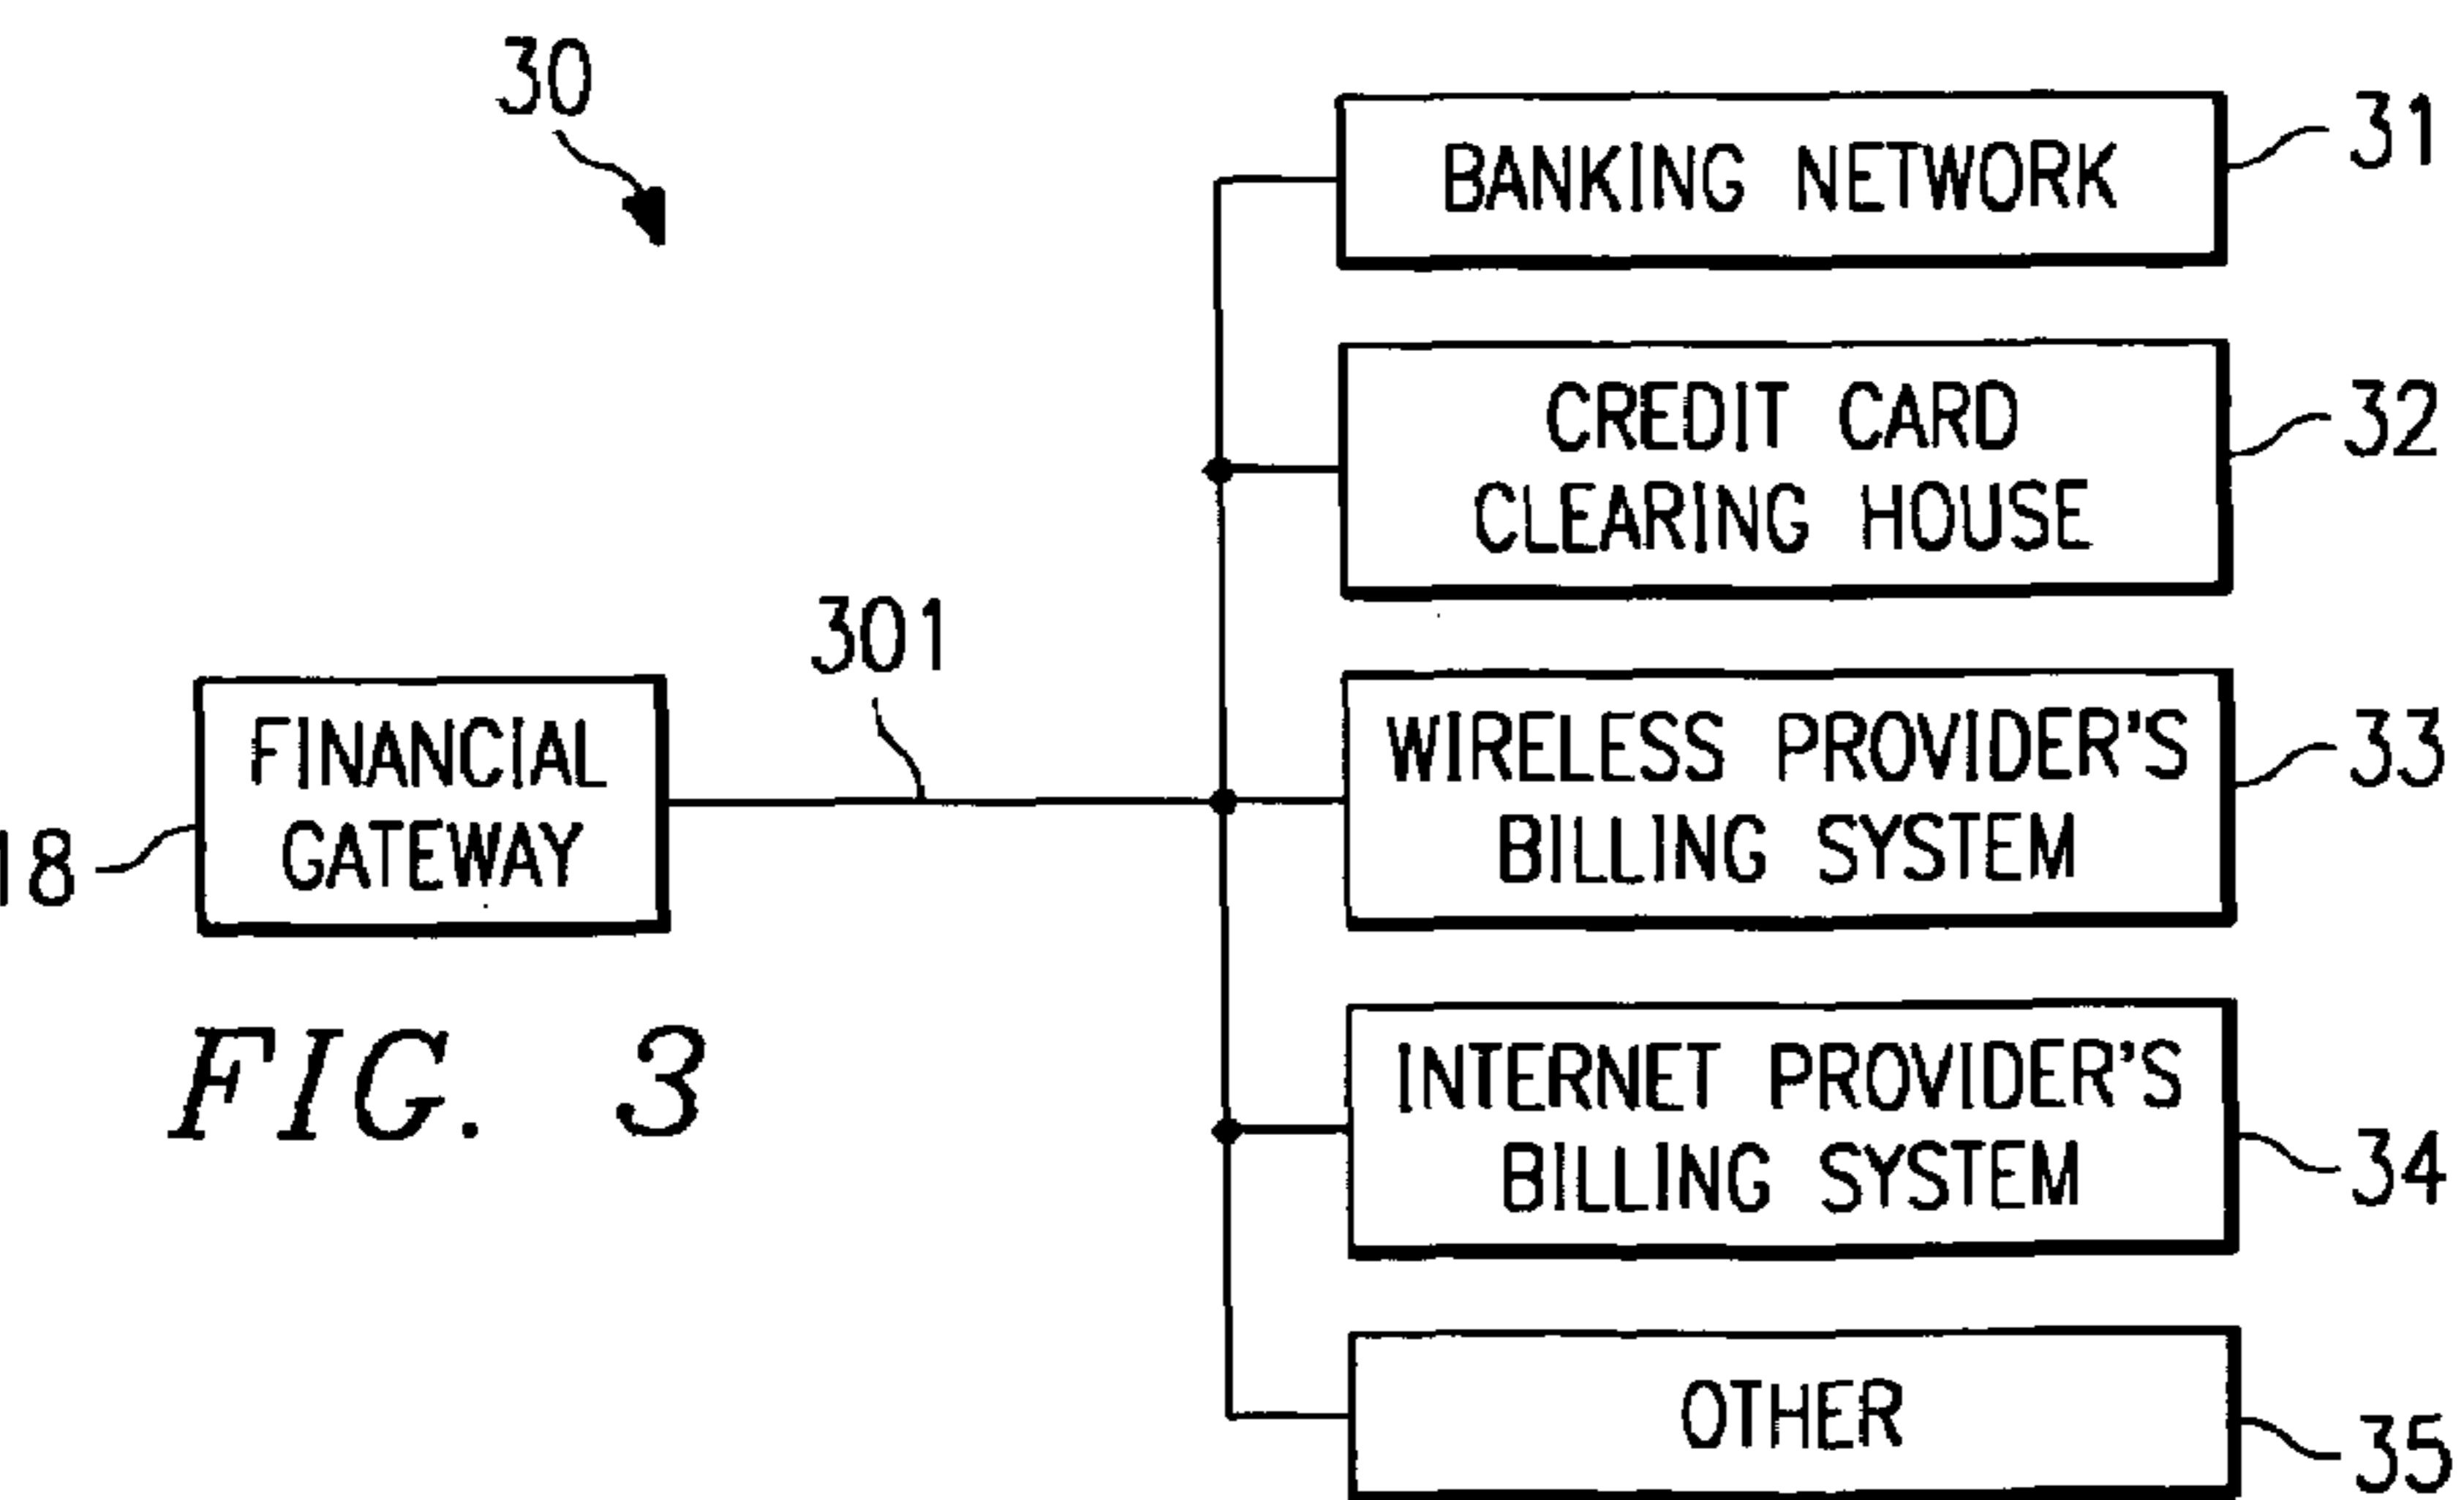 30
BANKING NETWORK
31
CREDIT CARD
CLEARING HOUSE
32
301
FINANCIAL
GATEWAY
18
WIRELESS PROVIDER'S
BILLING SYSTEM
33
FIG. 3
INTERNET PROVIDER'S
BILLING SYSTEM
34
OTHER
35